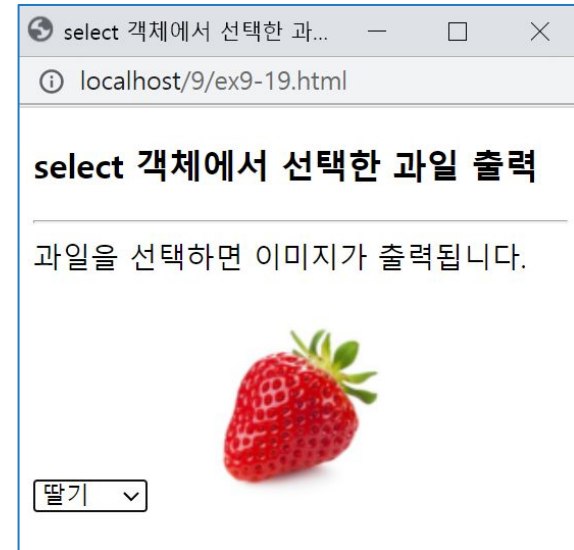 select 객체에서 선택한 과...
localhost/9/ex9-19.html
select 객체에서 선택한 과일 출력
과일을 선택하면 이미지가 출력됩니다.
딸기